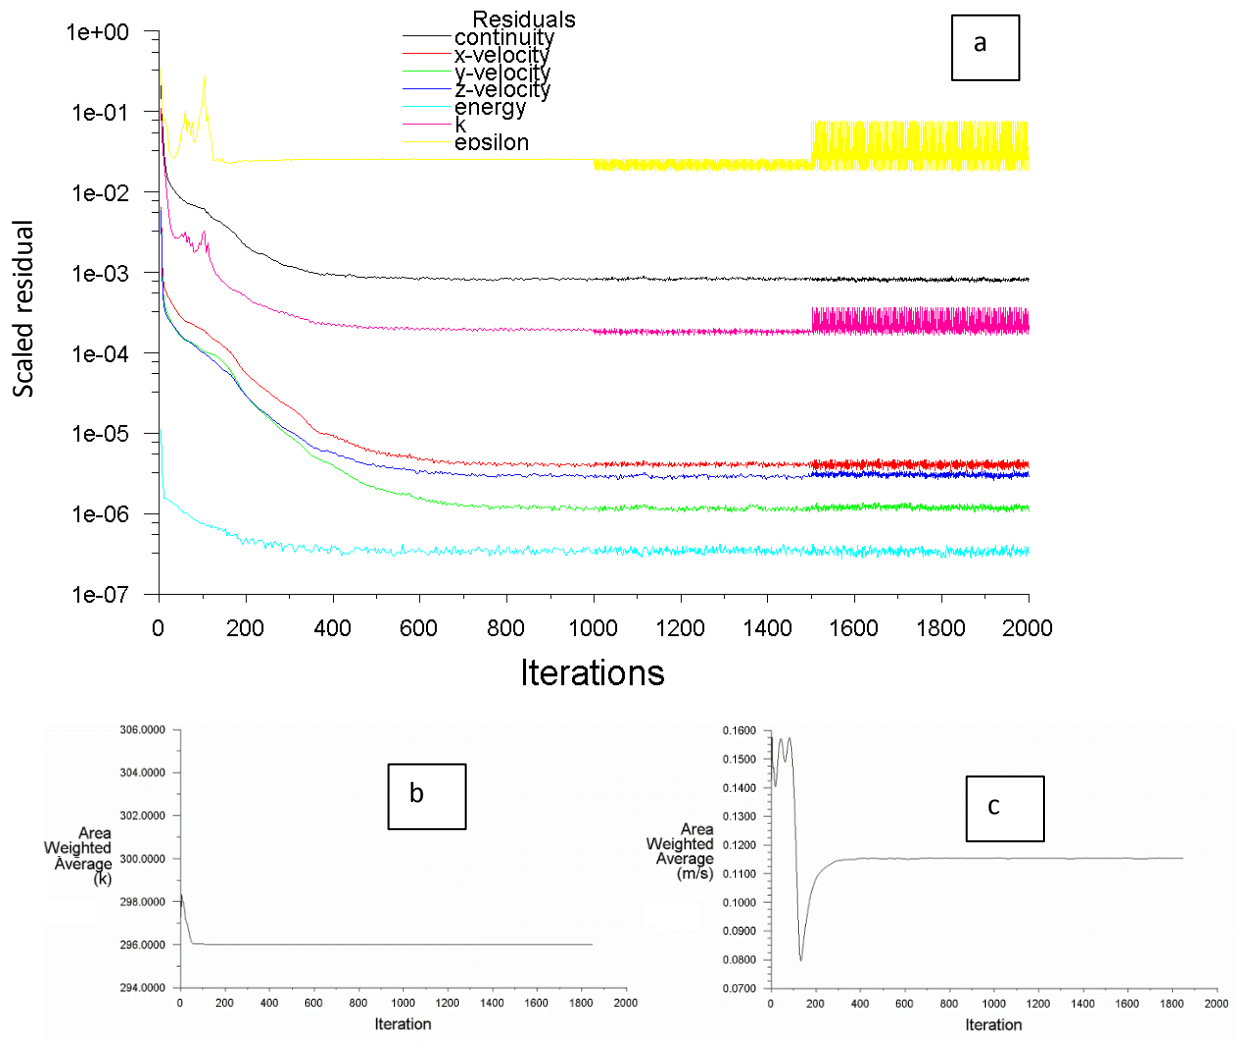 Residuals
continuity
x-velocity
y-velocity
z-velocity
energy
k
epsilon
a
1e+00
1e-01
1e-02
1e-03
1e-04
1e-05
1e-06
1e-07
Scaled residual
0 200 400 600 800 1000 1200 1400 1600 1800 2000
Iterations
306.0000
304.0000
302.0000
300.0000
298.0000
296.0000
294.0000
Area
Weighted
Average
(k)
b
0 200 400 600 800 1000 1200 1400 1600 1800 2000
Iteration
0.1600
0.1500
0.1400
0.1300
0.1200
0.1100
0.1000
0.0900
0.0800
0.0700
Area
Weighted
Average
(m/s)
c
0 200 400 600 800 1000 1200 1400 1600 1800 2000
Iteration